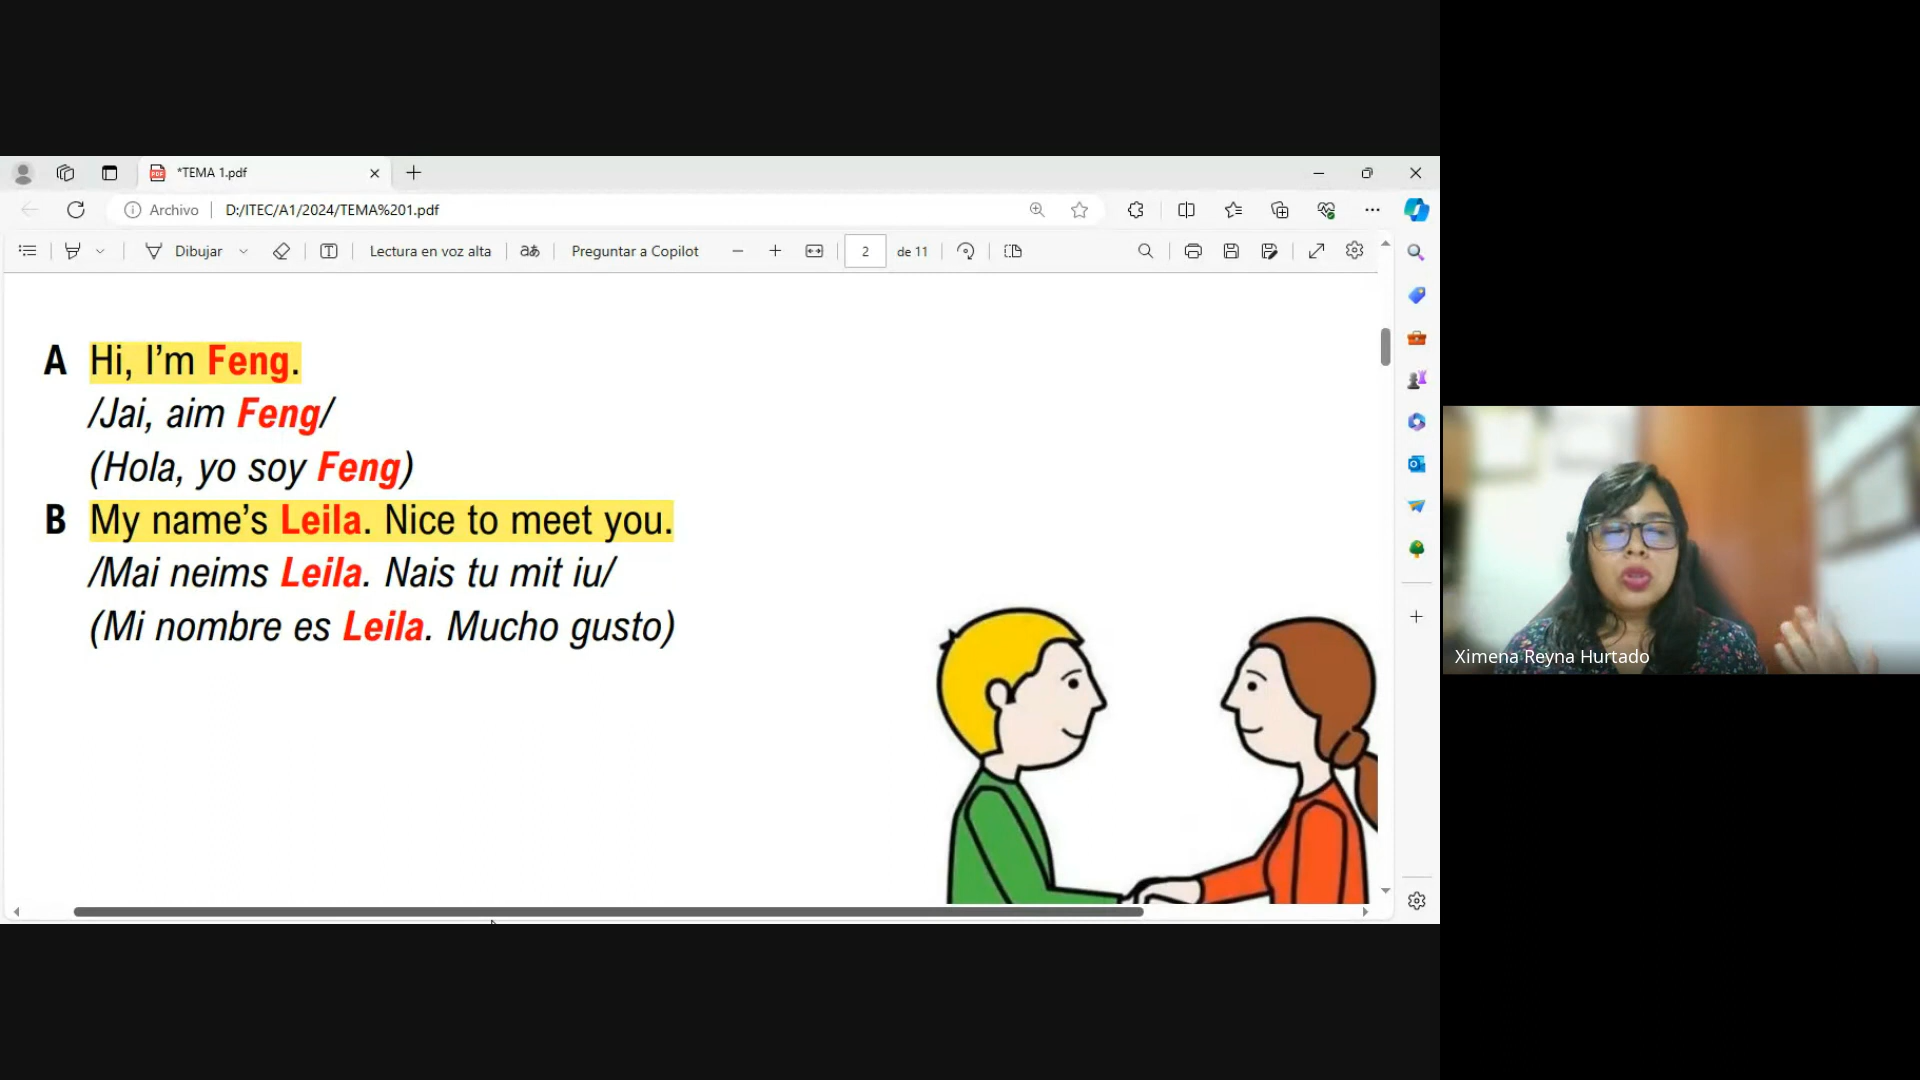 *TEMA 1.pdf
Archivo D:/ITEC/A1/2024/TEMA%201.pdf
Dibujar Lectura en voz alta aあ Preguntar a Copilot 2 de 11
A Hi, I’m Feng.
/Jai, aim Feng/
(Hola, yo soy Feng)
B My name’s Leila. Nice to meet you.
/Mai neims Leila. Nais tu mit iu/
(Mi nombre es Leila. Mucho gusto)
Ximena Reyna Hurtado